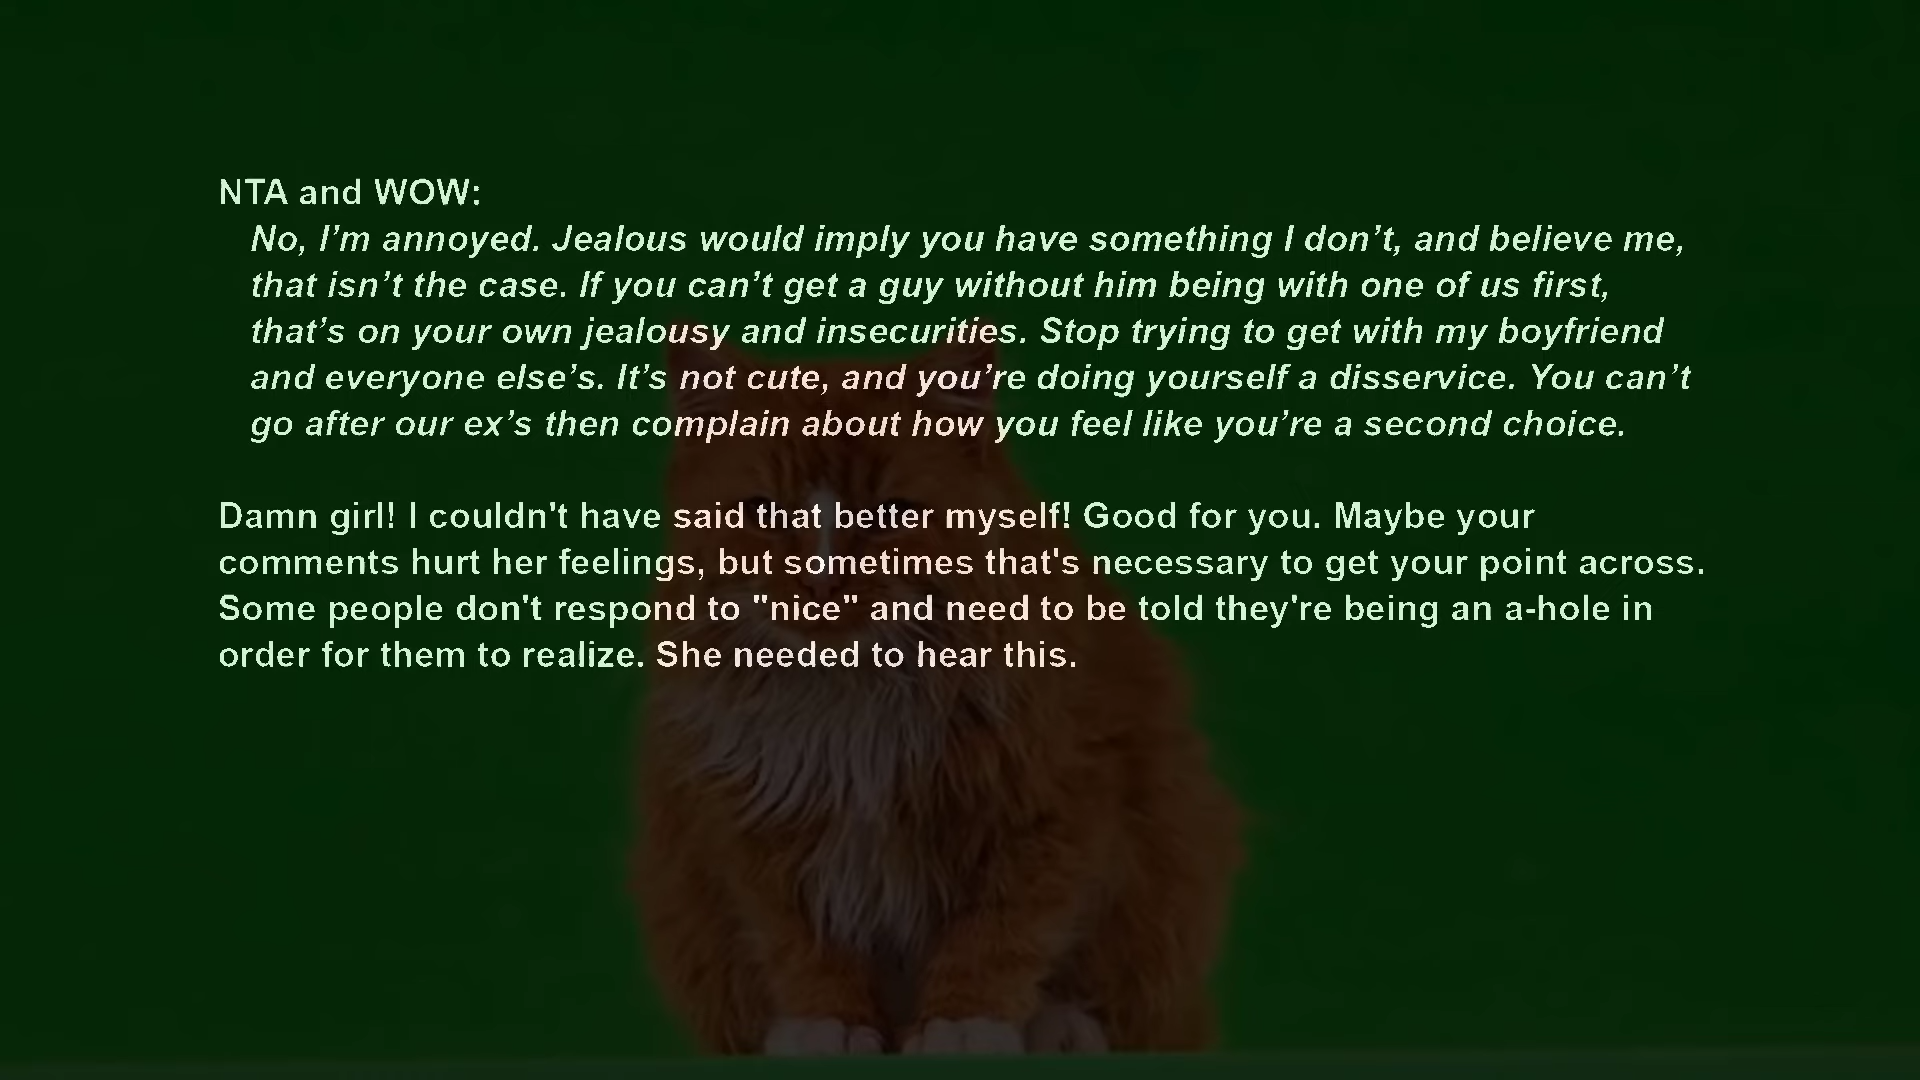 NTA and WOW:
No, I’m annoyed. Jealous would imply you have something I don’t, and believe me,
that isn’t the case. If you can’t get a guy without him being with one of us first,
that’s on your own jealousy and insecurities. Stop trying to get with my boyfriend
and everyone else’s. It’s not cute, and you’re doing yourself a disservice. You can’t
go after our ex’s then complain about how you feel like you’re a second choice.
Damn girl! I couldn't have said that better myself! Good for you. Maybe your
comments hurt her feelings, but sometimes that's necessary to get your point across.
Some people don't respond to "nice" and need to be told they're being an a-hole in
order for them to realize. She needed to hear this.